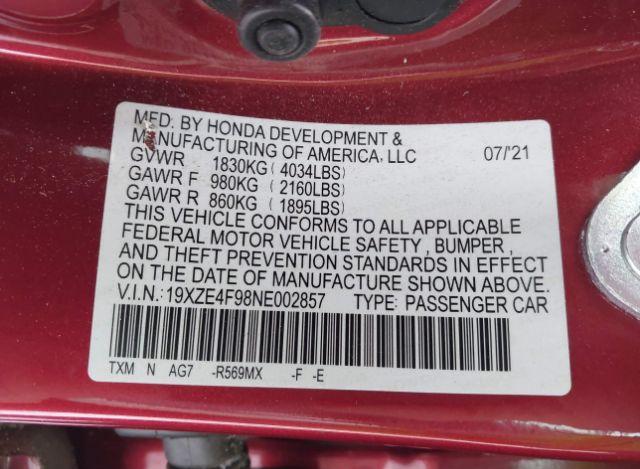 MFD. BY HONDA DEVELOPMENT &
MANUFACTURING OF AMERICA, LLC 07/'21
GVWR 1830KG (4034LBS)
GAWR F 980KG (2160LBS)
GAWR R 860KG (1895LBS)
THIS VEHICLE CONFORMS TO ALL APPLICABLE
FEDERAL MOTOR VEHICLE SAFETY , BUMPER ,
AND THEFT PREVENTION STANDARDS IN EFFECT
ON THE DATE OF MANUFACTURE SHOWN ABOVE.
V.I.N.: 19XZE4F98NE002857 TYPE: PASSENGER CAR
TXM N AG7 -R569MX -F -E